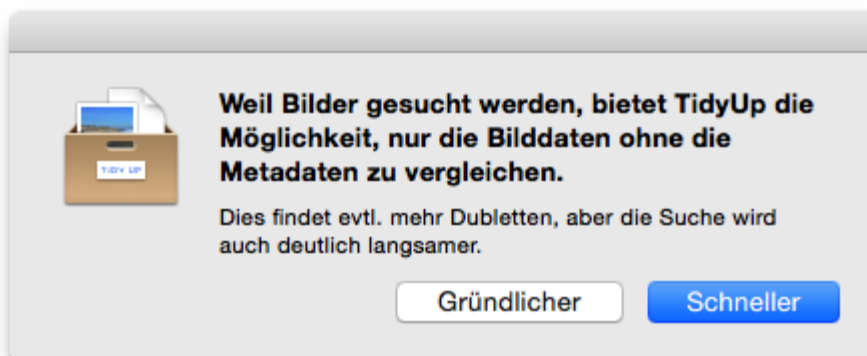 Weil Bilder gesucht werden, bietet TidyUp die
Möglichkeit, nur die Bilddaten ohne die
Metadaten zu vergleichen.
TIDY UP
Dies findet evtl. mehr Dubletten, aber die Suche wird
auch deutlich langsamer.
Gründlicher
Schneller